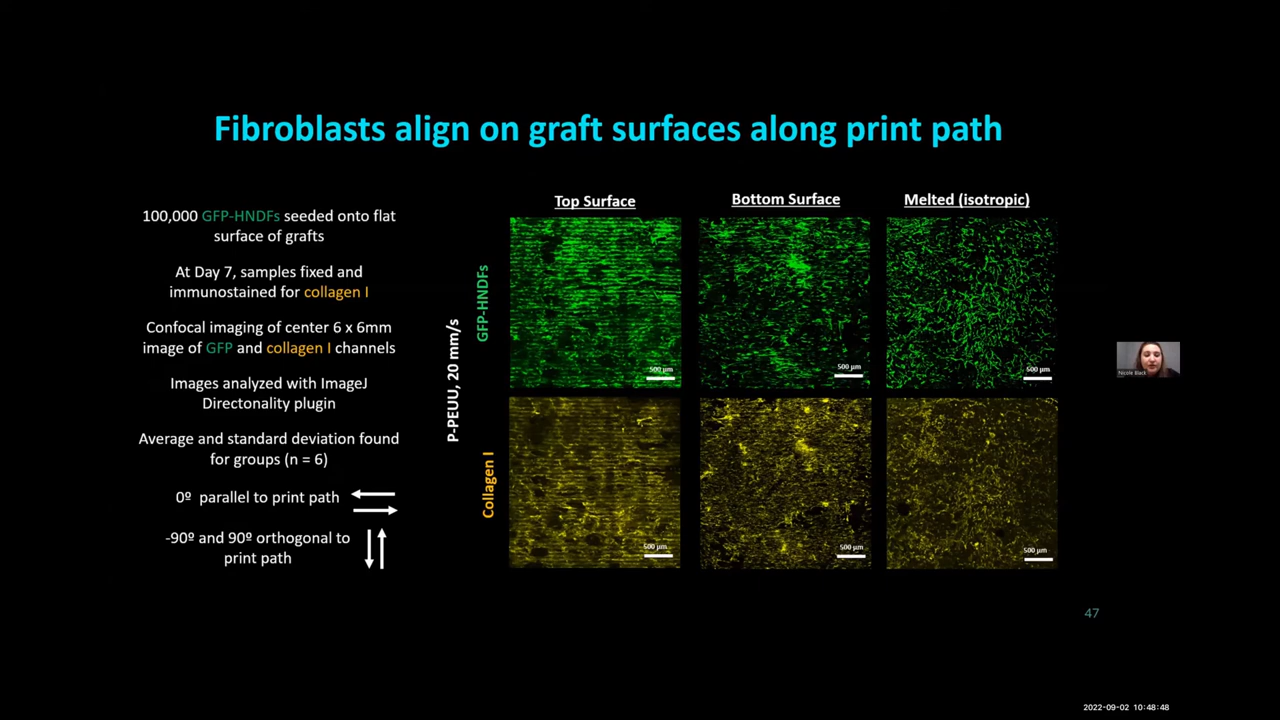 Fibroblasts align on graft surfaces along print path
100,000 GFP-HNDFs seeded onto flat
surface of grafts
At Day 7, samples fixed and
immunostained for collagen I
Confocal imaging of center 6 x 6mm
image of GFP and collagen I channels
Images analyzed with ImageJ
Directonality plugin
Average and standard deviation found
for groups (n = 6)
0º parallel to print path
-90º and 90º orthogonal to
print path
P-PEUU, 20 mm/s
GFP-HNDFs
Collagen I
Top Surface
Bottom Surface
Melted (isotropic)
500 µm
500 µm
500 µm
500 µm
500 µm
500 µm
Nicole Black
47
2022-09-02 10:48:48